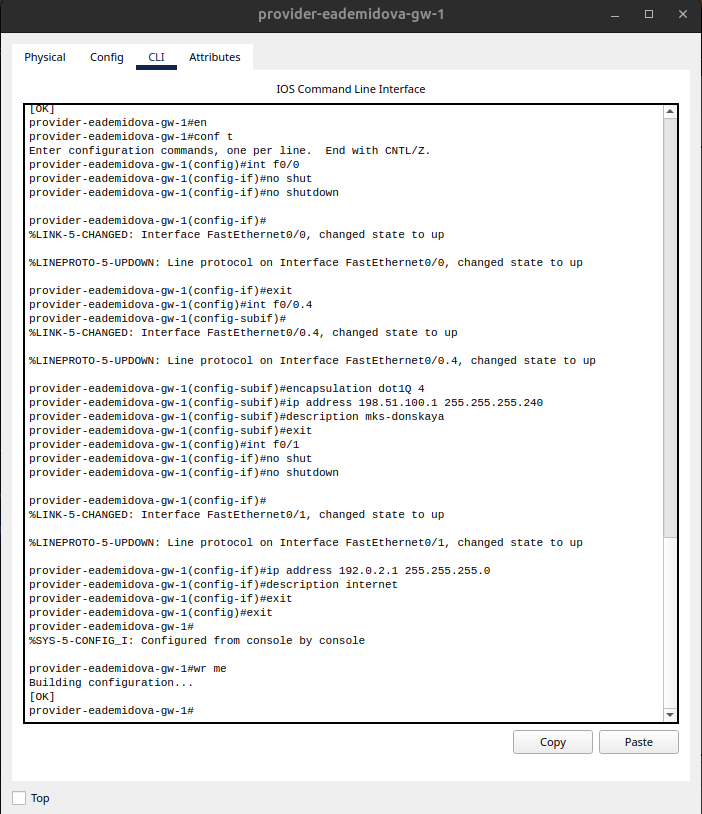 provider-eademidova-gw-1
Physical Config CLI Attributes
IOS Command Line Interface
[OK]
provider-eademidova-gw-1#en
provider-eademidova-gw-1#conf t
Enter configuration commands, one per line.  End with CNTL/Z.
provider-eademidova-gw-1(config)#int f0/0
provider-eademidova-gw-1(config-if)#no shut
provider-eademidova-gw-1(config-if)#no shutdown
provider-eademidova-gw-1(config-if)#
%LINK-5-CHANGED: Interface FastEthernet0/0, changed state to up
%LINEPROTO-5-UPDOWN: Line protocol on Interface FastEthernet0/0, changed state to up
provider-eademidova-gw-1(config-if)#exit
provider-eademidova-gw-1(config)#int f0/0.4
provider-eademidova-gw-1(config-subif)#
%LINK-5-CHANGED: Interface FastEthernet0/0.4, changed state to up
%LINEPROTO-5-UPDOWN: Line protocol on Interface FastEthernet0/0.4, changed state to up
provider-eademidova-gw-1(config-subif)#encapsulation dot1Q 4
provider-eademidova-gw-1(config-subif)#ip address 198.51.100.1 255.255.255.240
provider-eademidova-gw-1(config-subif)#description mks-donskaya
provider-eademidova-gw-1(config-subif)#exit
provider-eademidova-gw-1(config)#int f0/1
provider-eademidova-gw-1(config-if)#no shut
provider-eademidova-gw-1(config-if)#no shutdown
provider-eademidova-gw-1(config-if)#
%LINK-5-CHANGED: Interface FastEthernet0/1, changed state to up
%LINEPROTO-5-UPDOWN: Line protocol on Interface FastEthernet0/1, changed state to up
provider-eademidova-gw-1(config-if)#ip address 192.0.2.1 255.255.255.0
provider-eademidova-gw-1(config-if)#description internet
provider-eademidova-gw-1(config-if)#exit
provider-eademidova-gw-1(config)#exit
provider-eademidova-gw-1#
%SYS-5-CONFIG_I: Configured from console by console
provider-eademidova-gw-1#wr me
Building configuration...
[OK]
provider-eademidova-gw-1#
Copy Paste
Top